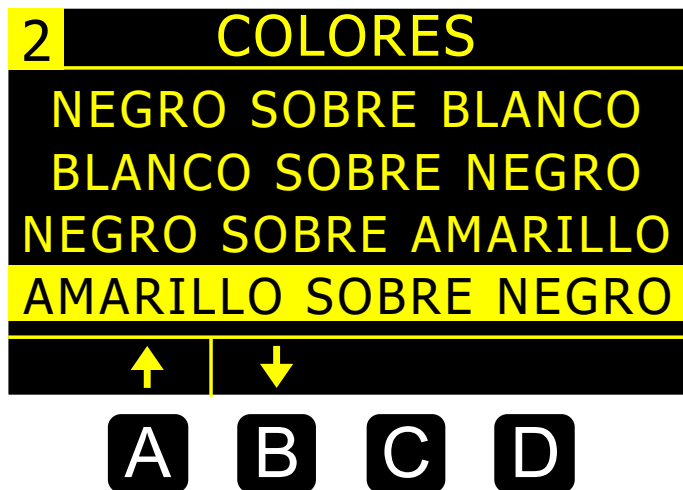 2 COLORES
NEGRO SOBRE BLANCO
BLANCO SOBRE NEGRO
NEGRO SOBRE AMARILLO
AMARILLO SOBRE NEGRO
A B C D